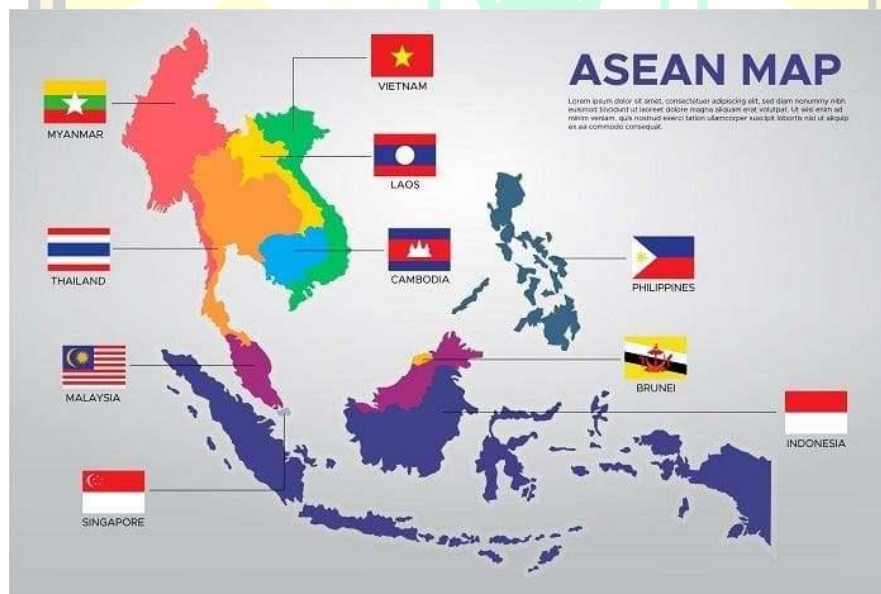 ASEAN MAP
Lorem ipsum dolor sit amet, consectetuer adipiscing elit, sed diam nonummy nibh
euismod tincidunt ut laoreet dolore magna aliquam erat volutpat. Ut wisi enim ad
minim veniam, quis nostrud exerci tation ullamcorper suscipit lobortis nisl ut aliquip
ex ea commodo consequat.
VIETNAM
MYANMAR
LAOS
THAILAND
CAMBODIA
PHILIPPINES
MALAYSIA
BRUNEI
INDONESIA
SINGAPORE